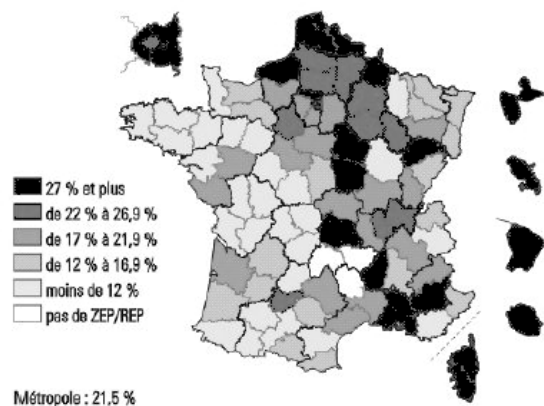 27 % et plus
de 22 % à 26,9 %
de 17 % à 21,9 %
de 12 % à 16,9 %
moins de 12 %
pas de ZEP/REP
Métropole : 21,5 %